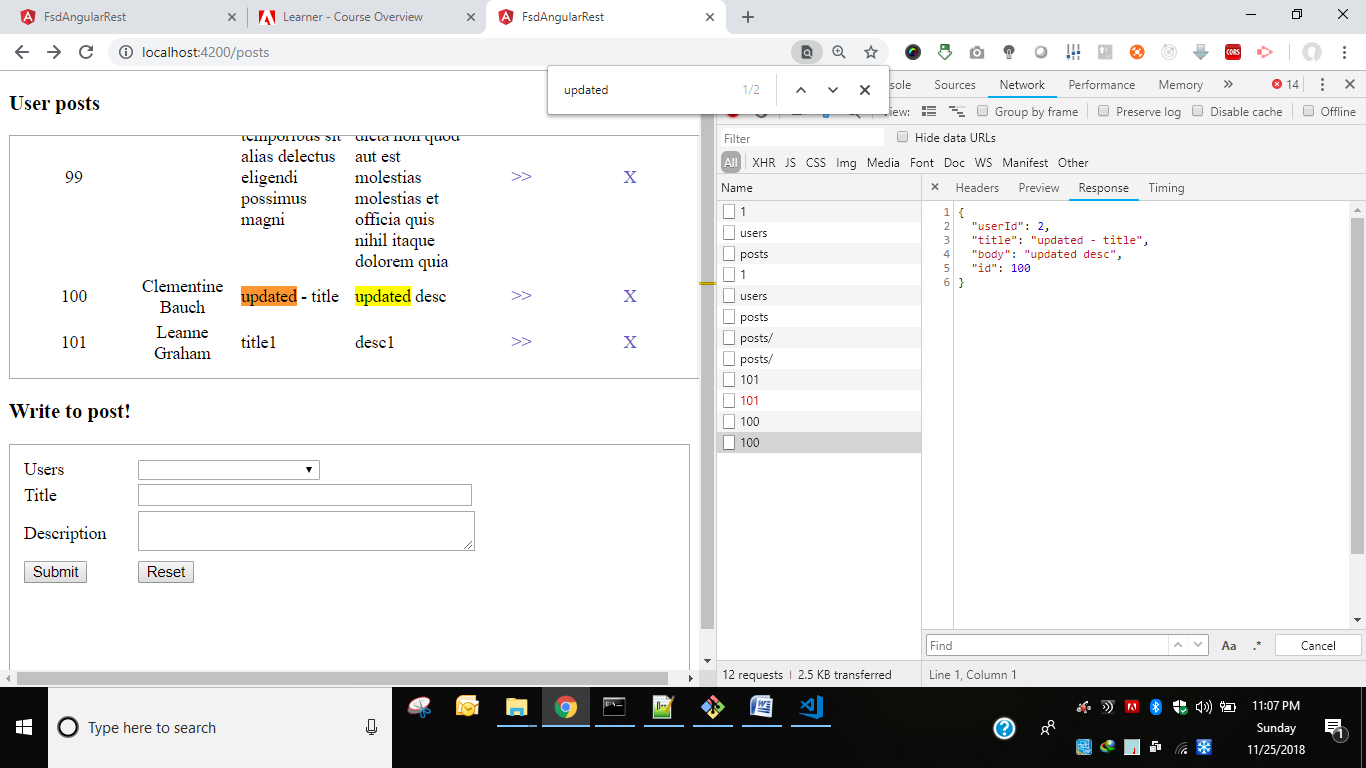 FsdAngularRest
Learner - Course Overview
FsdAngularRest
localhost:4200/posts
CORS
updated 1/2
User posts
alias delectus
eligendi
possimus
magni
dicta non quod
aut est
molestias
molestias et
officia quis
nihil itaque
dolorem quia
99 >> X
100 Clementine Bauch updated - title updated desc >> X
101 Leanne Graham title1 desc1 >> X
Write to post!
Users
Title
Description
Submit Reset
sole Sources Network Performance Memory » 14
View: Group by frame Preserve log Disable cache Offline
Filter Hide data URLs
All XHR JS CSS Img Media Font Doc WS Manifest Other
Name
1
users
posts
1
users
posts
posts/
posts/
101
101
100
100
12 requests | 2.5 KB transferred
× Headers Preview Response Timing
1 {
2 "userId": 2,
3 "title": "updated - title",
4 "body": "updated desc",
5 "id": 100
6 }
Find Aa .* Cancel
Line 1, Column 1
Type here to search
11:07 PM
Sunday
11/25/2018
1